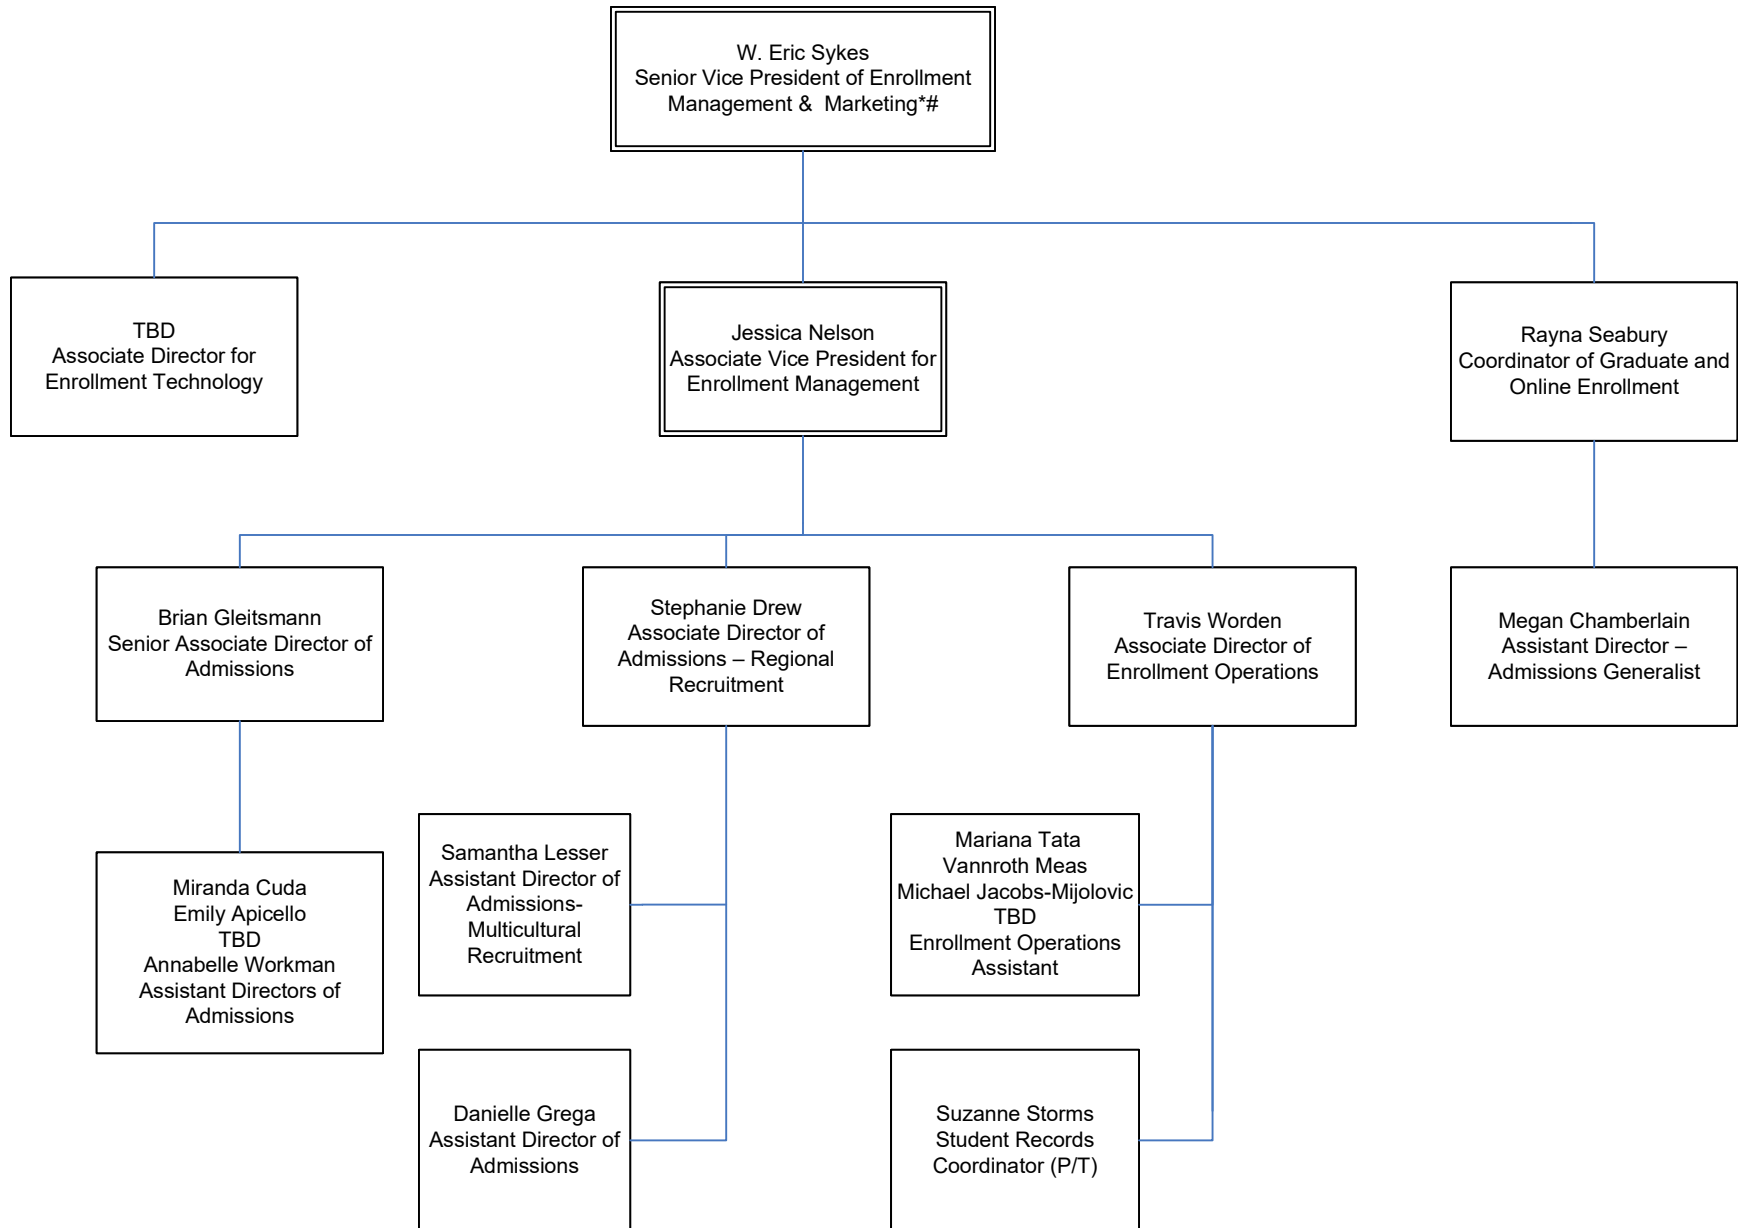 W. Eric Sykes
Senior Vice President of Enrollment
Management &  Marketing*#
TBD
Associate Director for
Enrollment Technology
Jessica Nelson
Associate Vice President for
Enrollment Management
Rayna Seabury
Coordinator of Graduate and
Online Enrollment
Brian Gleitsmann
Senior Associate Director of
Admissions
Stephanie Drew
Associate Director of
Admissions – Regional
Recruitment
Travis Worden
Associate Director of
Enrollment Operations
Megan Chamberlain
Assistant Director –
Admissions Generalist
Miranda Cuda
Emily Apicello
TBD
Annabelle Workman
Assistant Directors of
Admissions
Samantha Lesser
Assistant Director of
Admissions-
Multicultural
Recruitment
Mariana Tata
Vannroth Meas
Michael Jacobs-Mijolovic
TBD
Enrollment Operations
Assistant
Danielle Grega
Assistant Director of
Admissions
Suzanne Storms
Student Records
Coordinator (P/T)